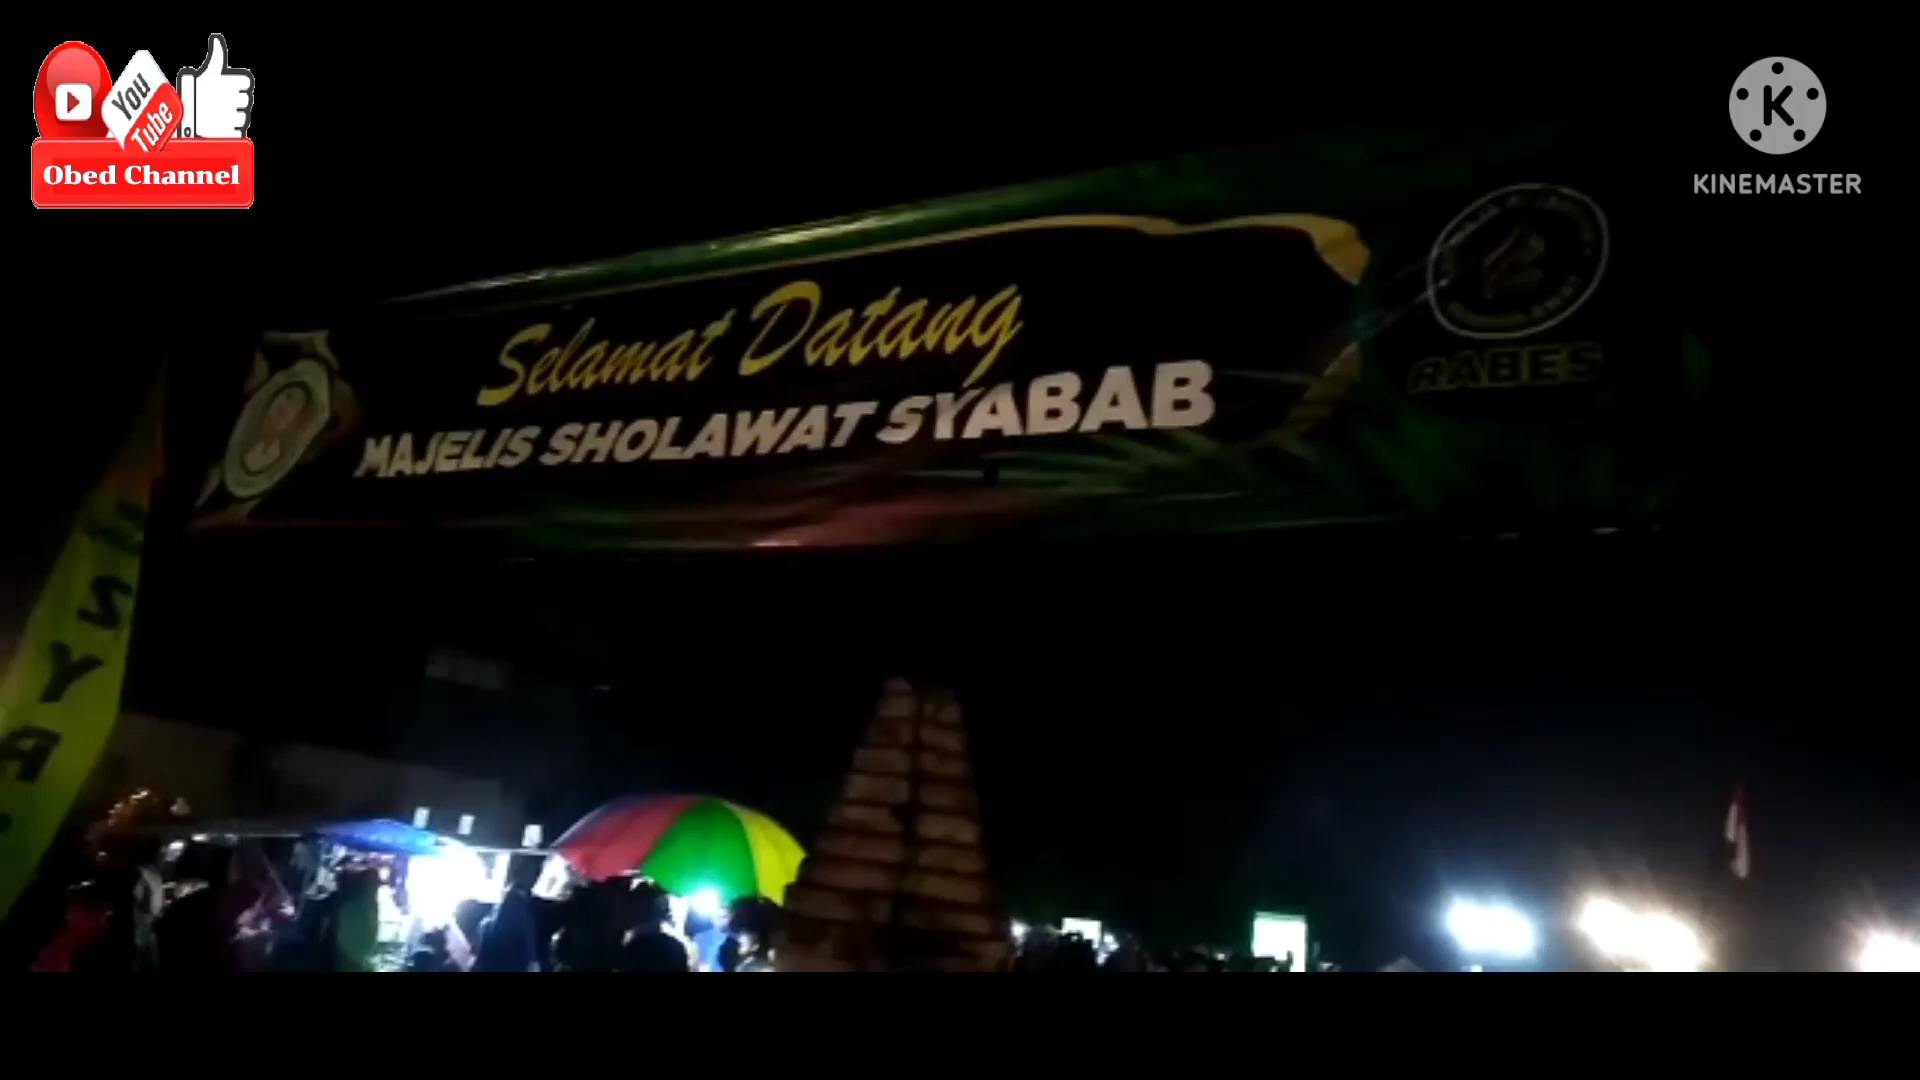 You
Tube
Obed Channel
K
KINEMASTER
Selamat Datang
MAJELIS SHOLAWAT SYABAB
RABES
S
Y
A